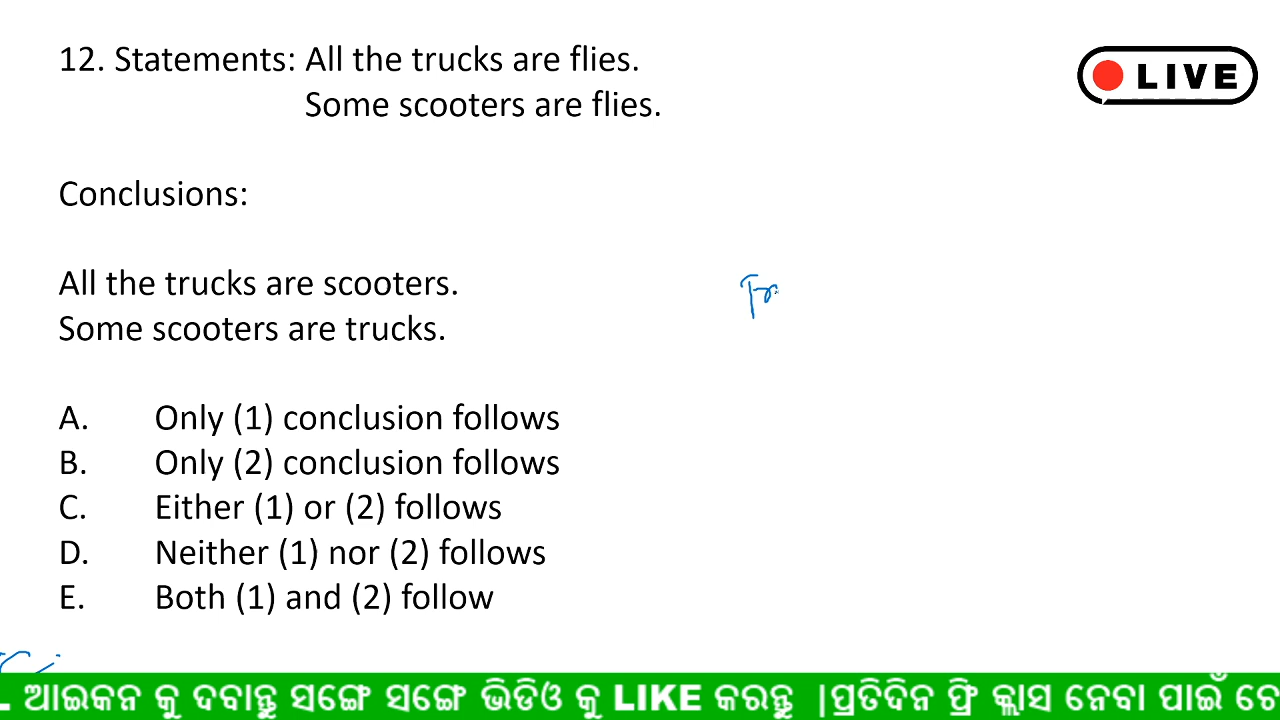 12. Statements: All the trucks are flies.
Some scooters are flies.
LIVE
Conclusions:
All the trucks are scooters.
Some scooters are trucks.
Tr
A. Only (1) conclusion follows
B. Only (2) conclusion follows
C. Either (1) or (2) follows
D. Neither (1) nor (2) follows
E. Both (1) and (2) follow
L ଆଇକନ କୁ ଦବାନ୍ତୁ ସଙ୍ଗେ ସଙ୍ଗେ ଭିଡିଓ କୁ LIKE କରନ୍ତୁ |ପ୍ରତିଦିନ ଫ୍ରି କ୍ଲାସ ନେବା ପାଇଁ ଚେ